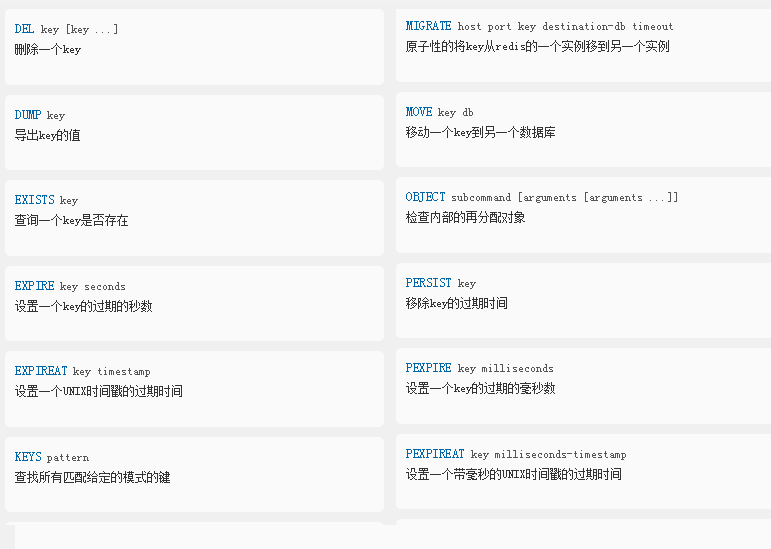 DEL key [key ...]
删除一个key
DUMP key
导出key的值
EXISTS key
查询一个key是否存在
EXPIRE key seconds
设置一个key的过期的秒数
EXPIREAT key timestamp
设置一个UNIX时间戳的过期时间
KEYS pattern
查找所有匹配给定的模式的键
MIGRATE host port key destination-db timeout
原子性的将key从redis的一个实例移到另一个实例
MOVE key db
移动一个key到另一个数据库
OBJECT subcommand [arguments [arguments ...]]
检查内部的再分配对象
PERSIST key
移除key的过期时间
PEXPIRE key milliseconds
设置一个key的过期的毫秒数
PEXPIREAT key milliseconds-timestamp
设置一个带毫秒的UNIX时间戳的过期时间